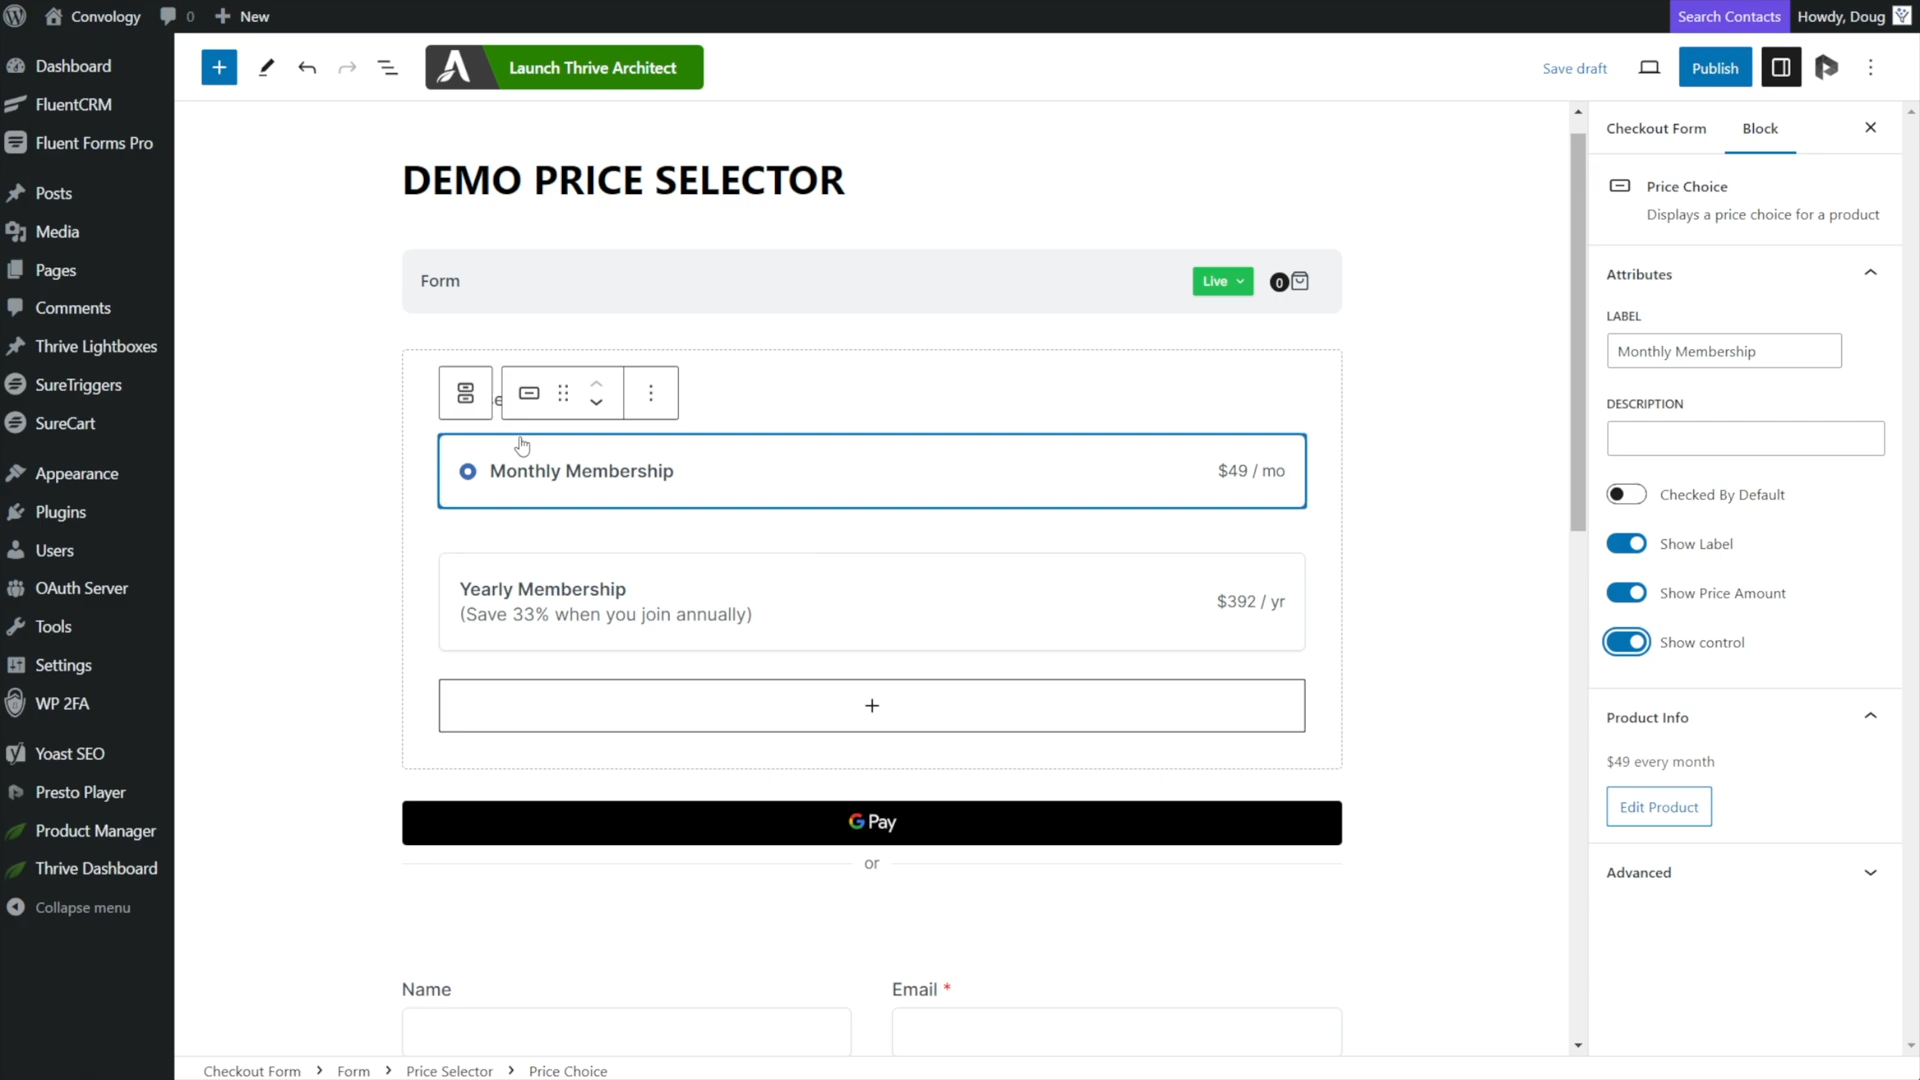 Convology
0
New
Search Contacts
Howdy, Doug
Dashboard
FluentCRM
Fluent Forms Pro
Posts
Media
Pages
Comments
Thrive Lightboxes
SureTriggers
SureCart
Appearance
Plugins
Users
OAuth Server
Tools
Settings
WP 2FA
Yoast SEO
Presto Player
Product Manager
Thrive Dashboard
Collapse menu
Launch Thrive Architect
Save draft
Publish
DEMO PRICE SELECTOR
Form
Live
0
Monthly Membership
$49 / mo
Yearly Membership
(Save 33% when you join annually)
$392 / yr
+
G Pay
or
Name
Email *
Checkout Form
Block
Price Choice
Displays a price choice for a product
Attributes
LABEL
Monthly Membership
DESCRIPTION
Checked By Default
Show Label
Show Price Amount
Show control
Product Info
$49 every month
Edit Product
Advanced
Checkout Form > Form > Price Selector > Price Choice